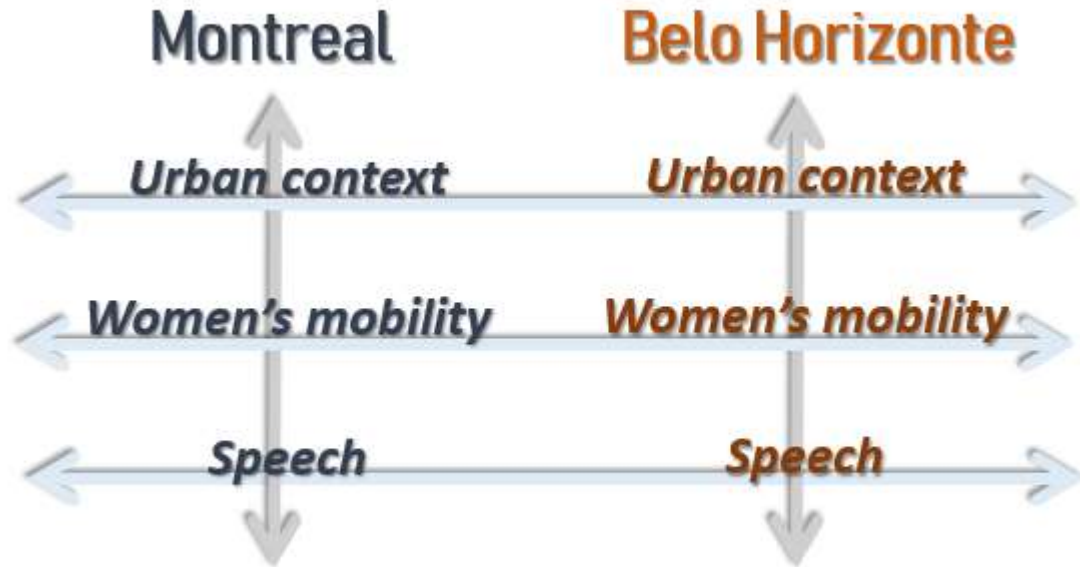 Montreal
Belo Horizonte
Urban context
Urban context
Women’s mobility
Women’s mobility
Speech
Speech